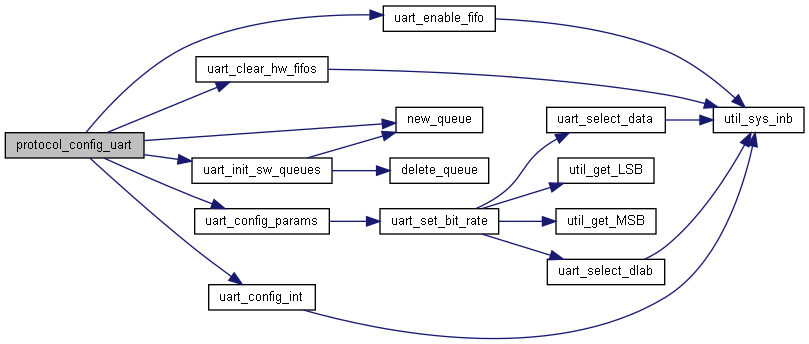 uart_enable_fifo
uart_clear_hw_fifos
new_queue
uart_select_data
util_sys_inb
protocol_config_uart
uart_init_sw_queues
delete_queue
util_get_LSB
uart_config_params
uart_set_bit_rate
util_get_MSB
uart_select_dlab
uart_config_int